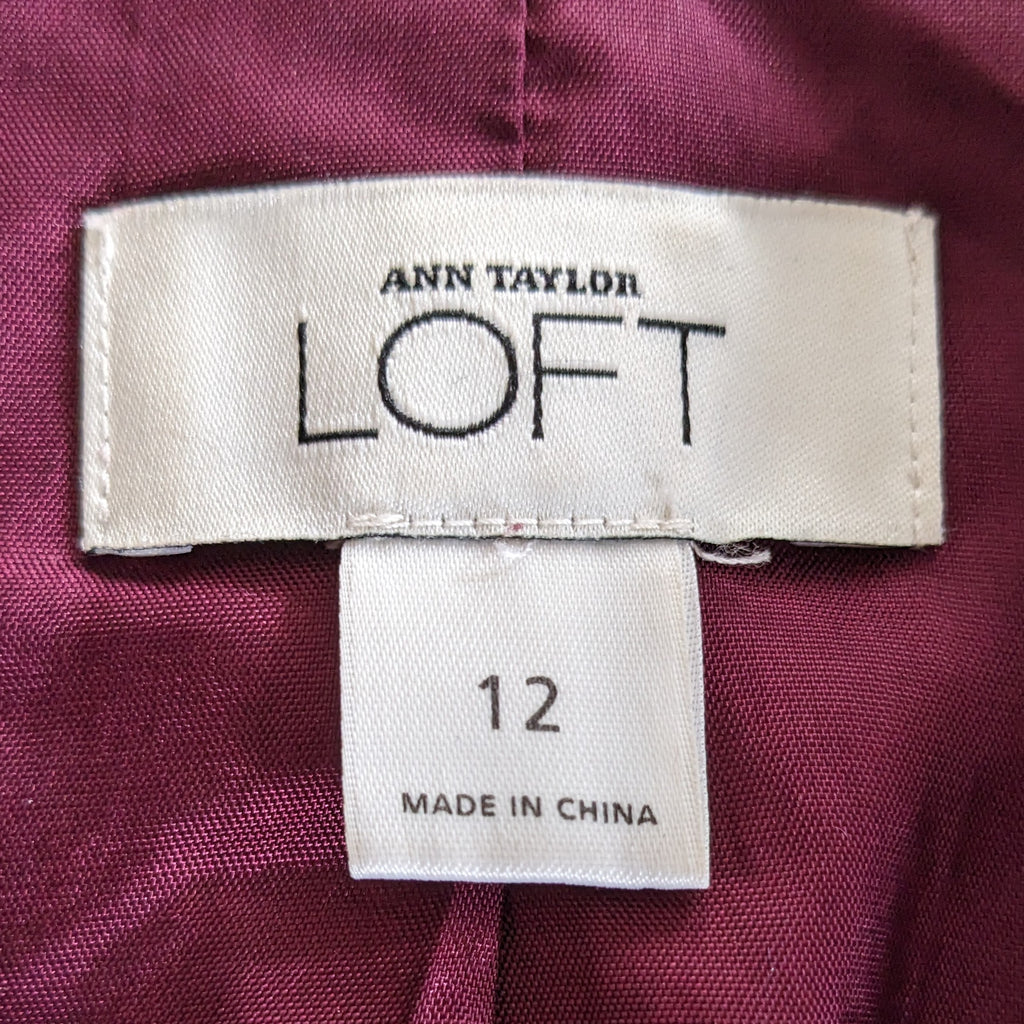 ANN TAYLOR
LOFT
12
MADE IN CHINA